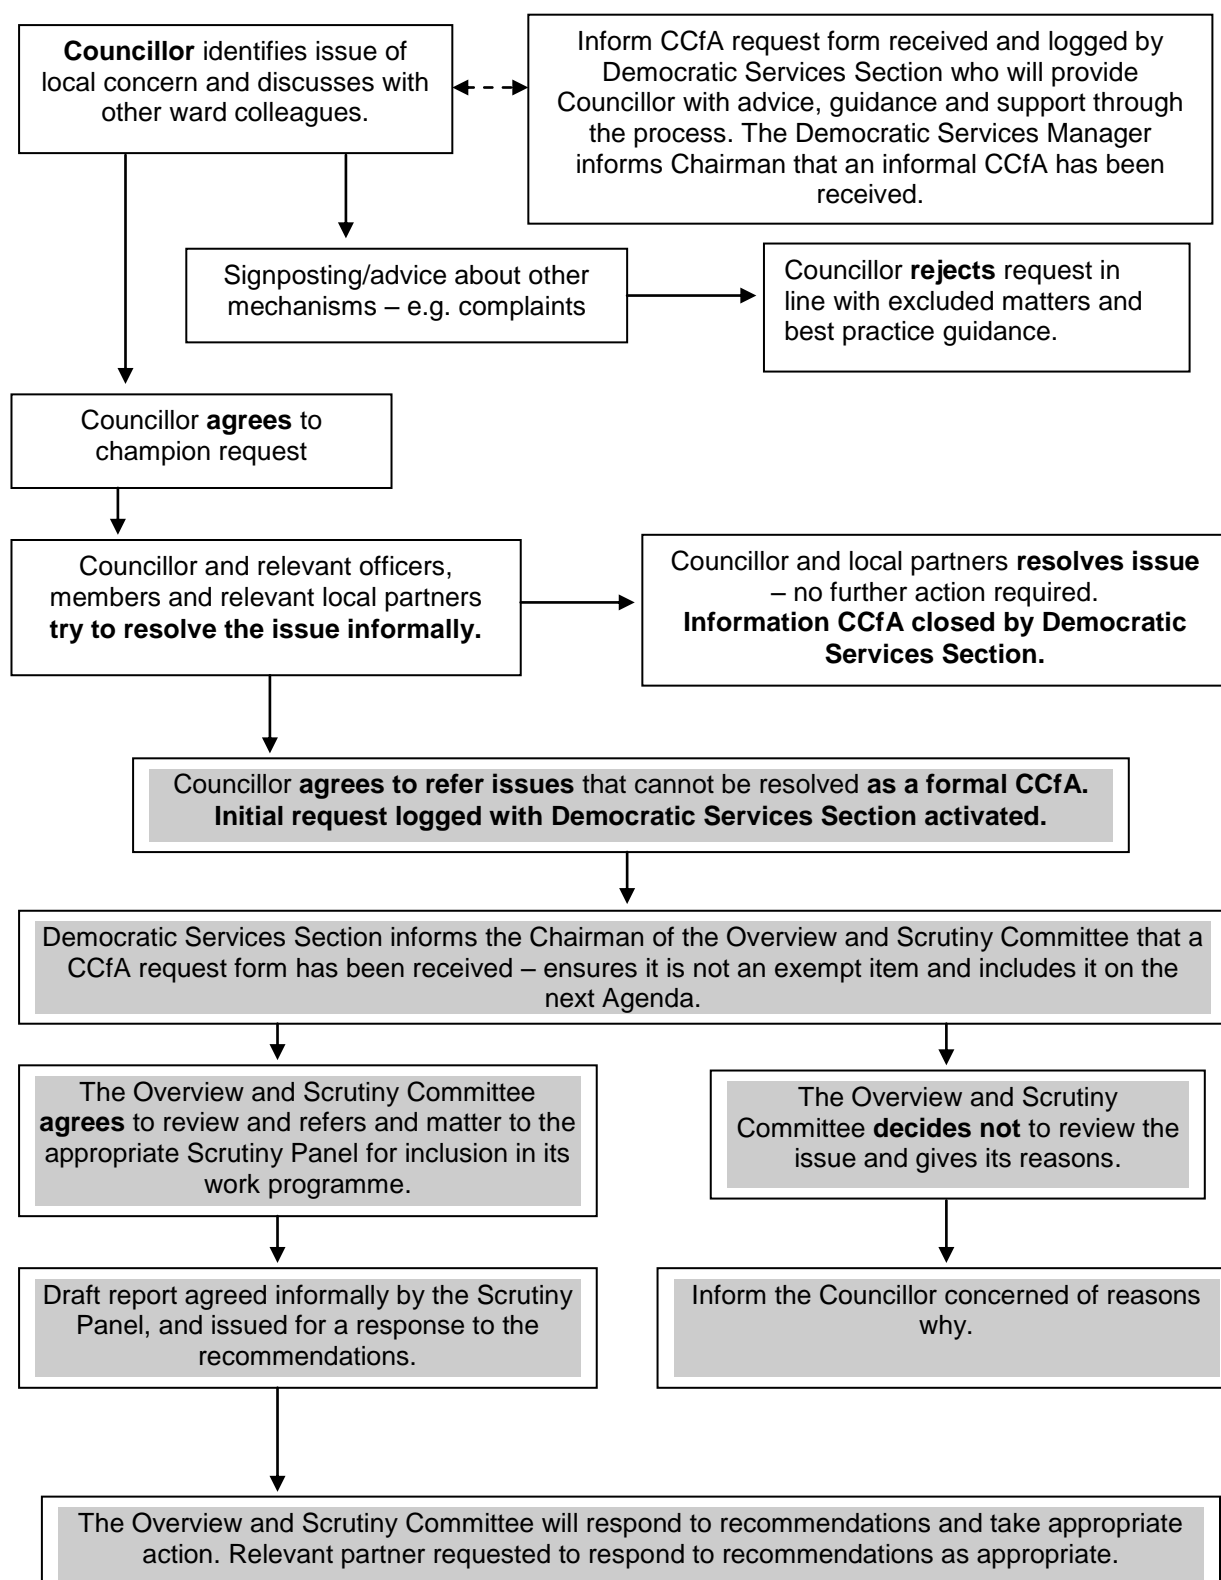 Councillor identifies issue of
local concern and discusses with
other ward colleagues.
Inform CCfA request form received and logged by
Democratic Services Section who will provide
Councillor with advice, guidance and support through
the process. The Democratic Services Manager
informs Chairman that an informal CCfA has been
received.
Signposting/advice about other
mechanisms – e.g. complaints
Councillor rejects request in
line with excluded matters and
best practice guidance.
Councillor agrees to
champion request
Councillor and relevant officers,
members and relevant local partners
try to resolve the issue informally.
Councillor and local partners resolves issue
– no further action required.
Information CCfA closed by Democratic
Services Section.
Councillor agrees to refer issues that cannot be resolved as a formal CCfA.
Initial request logged with Democratic Services Section activated.
Democratic Services Section informs the Chairman of the Overview and Scrutiny Committee that a
CCfA request form has been received – ensures it is not an exempt item and includes it on the
next Agenda.
The Overview and Scrutiny Committee
agrees to review and refers and matter to the
appropriate Scrutiny Panel for inclusion in its
work programme.
The Overview and Scrutiny
Committee decides not to review the
issue and gives its reasons.
Draft report agreed informally by the Scrutiny
Panel, and issued for a response to the
recommendations.
Inform the Councillor concerned of reasons
why.
The Overview and Scrutiny Committee will respond to recommendations and take appropriate
action. Relevant partner requested to respond to recommendations as appropriate.